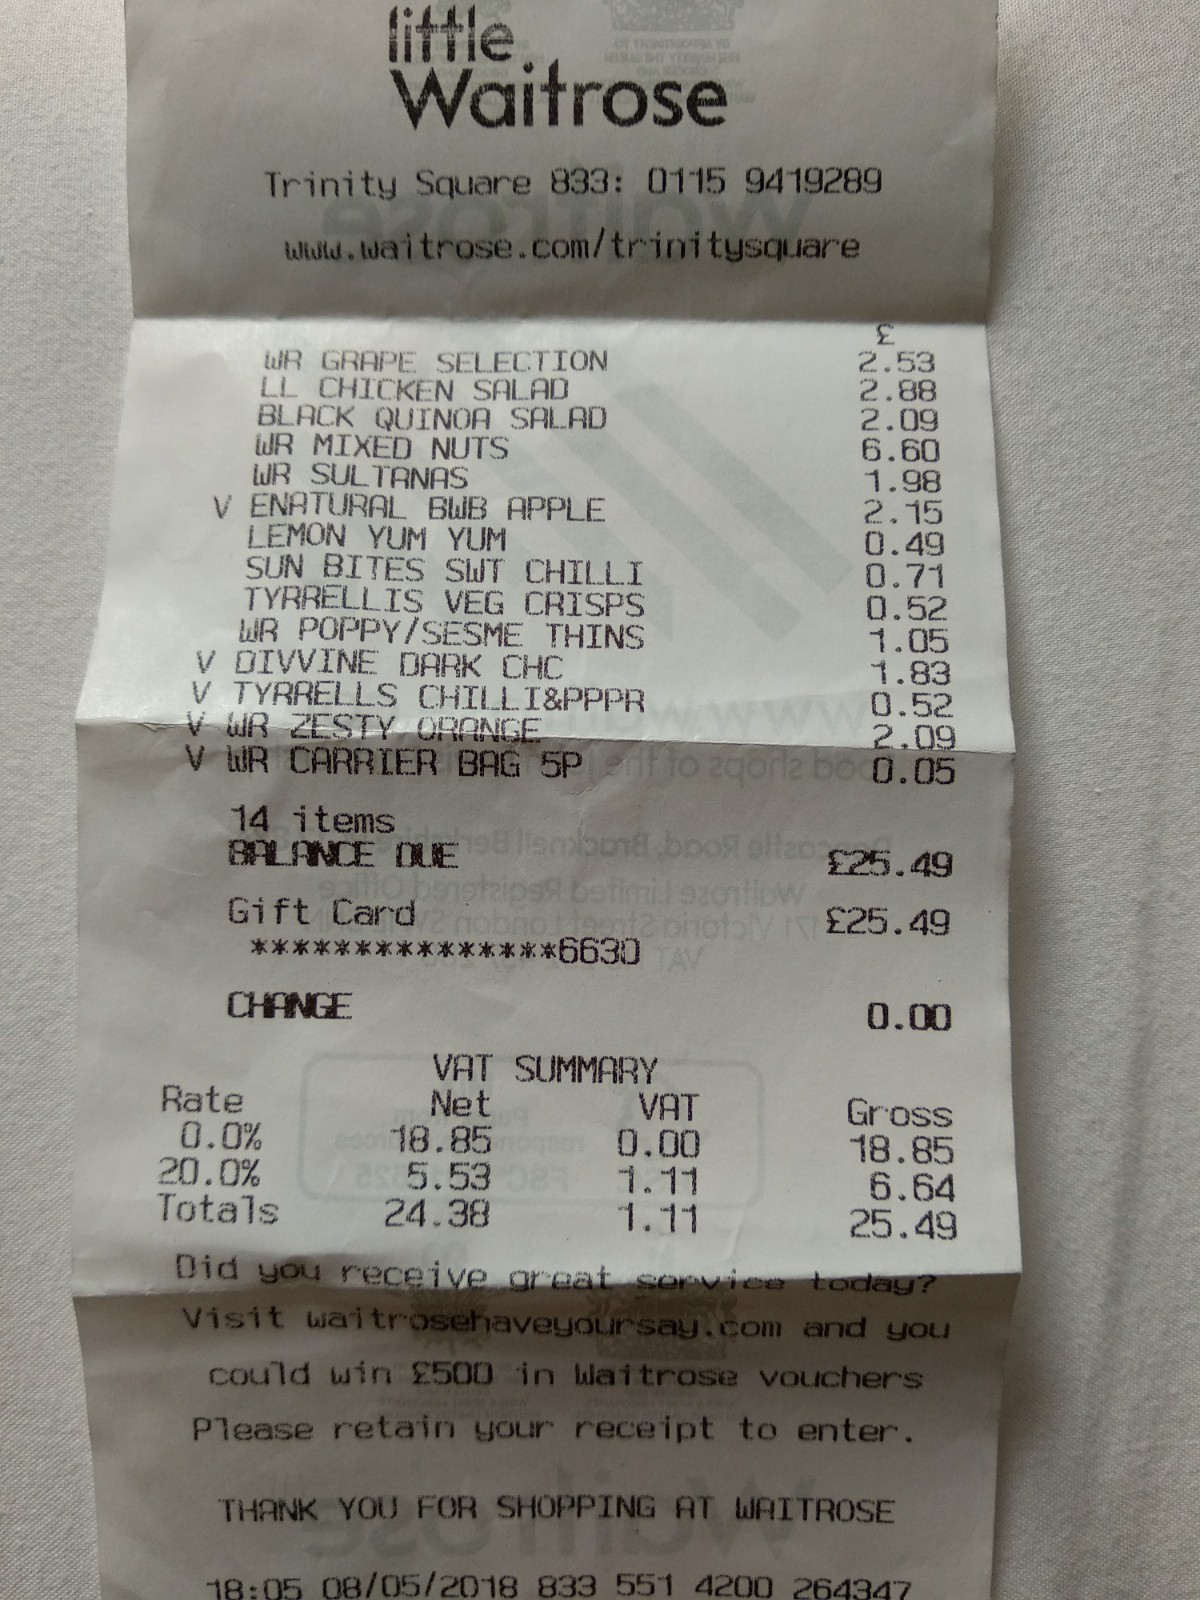 little
Waitrose
Trinity Square 833: 0115 9419289
www.waitrose.com/trinitysquare
£
WR GRAPE SELECTION 2.53
LL CHICKEN SALAD 2.88
BLACK QUINOA SALAD 2.09
WR MIXED NUTS 6.60
WR SULTANAS 1.98
V ENATURAL BWB APPLE 2.15
LEMON YUM YUM 0.49
SUN BITES SWT CHILLI 0.71
TYRRELLIS VEG CRISPS 0.52
WR POPPY/SESME THINS 1.05
V DIVVINE DARK CHC 1.83
V TYRRELLS CHILLI&PPPR 0.52
V WR ZESTY ORANGE 2.09
V WR CARRIER BAG 5P 0.05
14 items
BALANCE DUE £25.49
Gift Card £25.49
***************6630
CHANGE 0.00
VAT SUMMARY
Rate Net VAT Gross
0.0% 18.85 0.00 18.85
20.0% 5.53 1.11 6.64
Totals 24.38 1.11 25.49
Did you receive great service today?
Visit waitrosehaveyoursay.com and you
could win £500 in Waitrose vouchers
Please retain your receipt to enter.
THANK YOU FOR SHOPPING AT WAITROSE
18:05 08/05/2018 833 551 4200 264347